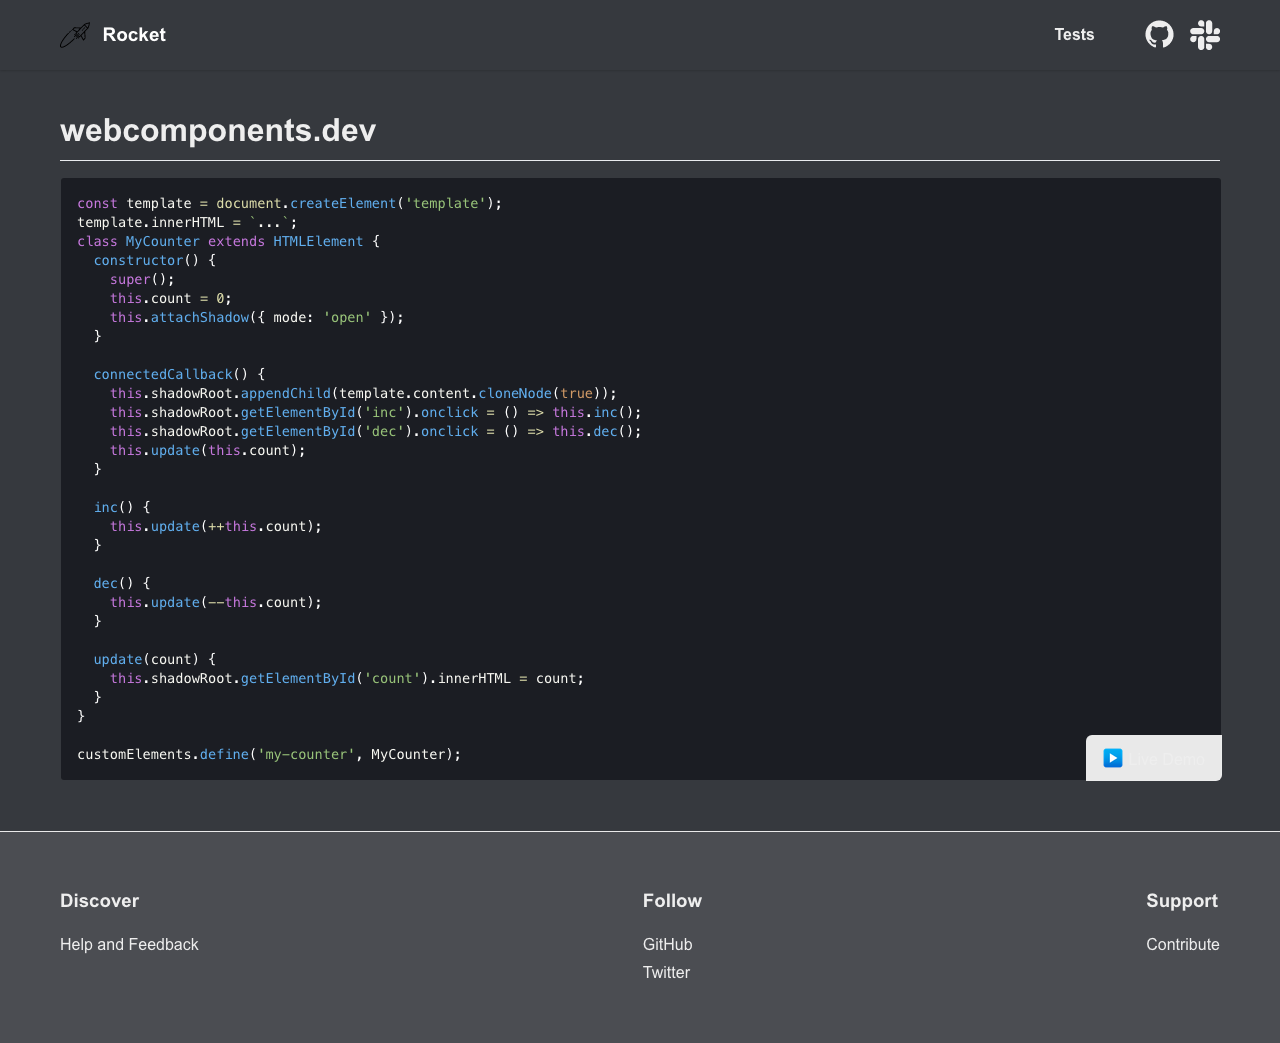 Rocket
Tests
webcomponents.dev
const template = document.createElement('template');
template.innerHTML = `...`;
class MyCounter extends HTMLElement {
  constructor() {
    super();
    this.count = 0;
    this.attachShadow({ mode: 'open' });
  }

  connectedCallback() {
    this.shadowRoot.appendChild(template.content.cloneNode(true));
    this.shadowRoot.getElementById('inc').onclick = () => this.inc();
    this.shadowRoot.getElementById('dec').onclick = () => this.dec();
    this.update(this.count);
  }

  inc() {
    this.update(++this.count);
  }

  dec() {
    this.update(--this.count);
  }

  update(count) {
    this.shadowRoot.getElementById('count').innerHTML = count;
  }
}

customElements.define('my-counter', MyCounter);
Live Demo
Discover
Help and Feedback
Follow
GitHub
Twitter
Support
Contribute